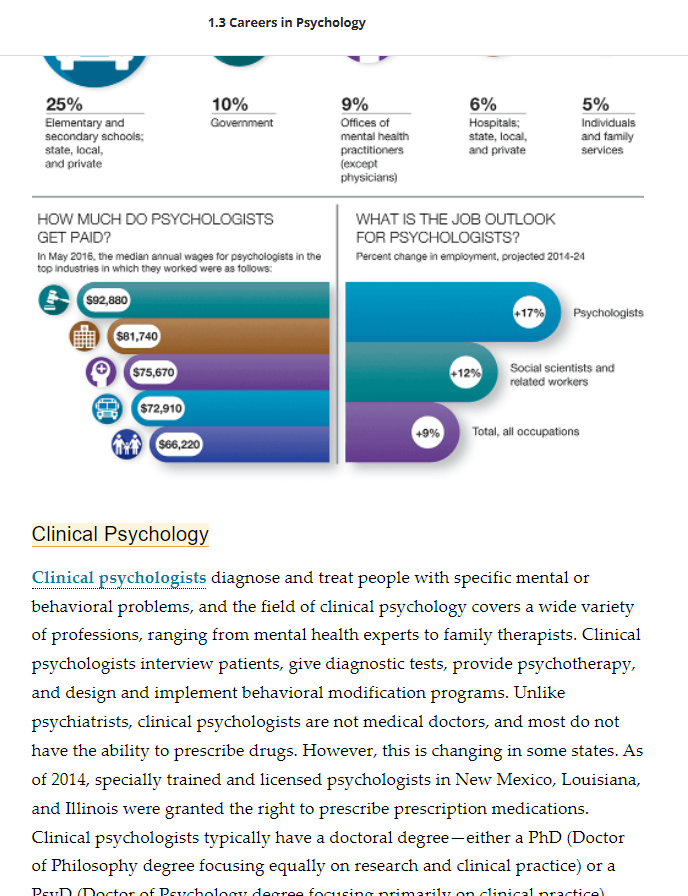 1.3 Careers in Psychology
25%
Elementary and
secondary schools;
state, local,
and private
10%
Government
9%
Offices of
mental health
practitioners
(except
physicians)
6%
Hospitals;
state, local,
and private
5%
Individuals
and family
services
HOW MUCH DO PSYCHOLOGISTS
GET PAID?
In May 2016, the median annual wages for psychologists in the
top industries in which they worked were as follows:
$92,880
$81,740
$75,670
$72,910
$66,220
WHAT IS THE JOB OUTLOOK
FOR PSYCHOLOGISTS?
Percent change in employment, projected 2014-24
+17% Psychologists
+12% Social scientists and
related workers
+9% Total, all occupations
Clinical Psychology
Clinical psychologists diagnose and treat people with specific mental or
behavioral problems, and the field of clinical psychology covers a wide variety
of professions, ranging from mental health experts to family therapists. Clinical
psychologists interview patients, give diagnostic tests, provide psychotherapy,
and design and implement behavioral modification programs. Unlike
psychiatrists, clinical psychologists are not medical doctors, and most do not
have the ability to prescribe drugs. However, this is changing in some states. As
of 2014, specially trained and licensed psychologists in New Mexico, Louisiana,
and Illinois were granted the right to prescribe prescription medications.
Clinical psychologists typically have a doctoral degree—either a PhD (Doctor
of Philosophy degree focusing equally on research and clinical practice) or a
PsyD (Doctor of Psychology degree focusing primarily on clinical practice)